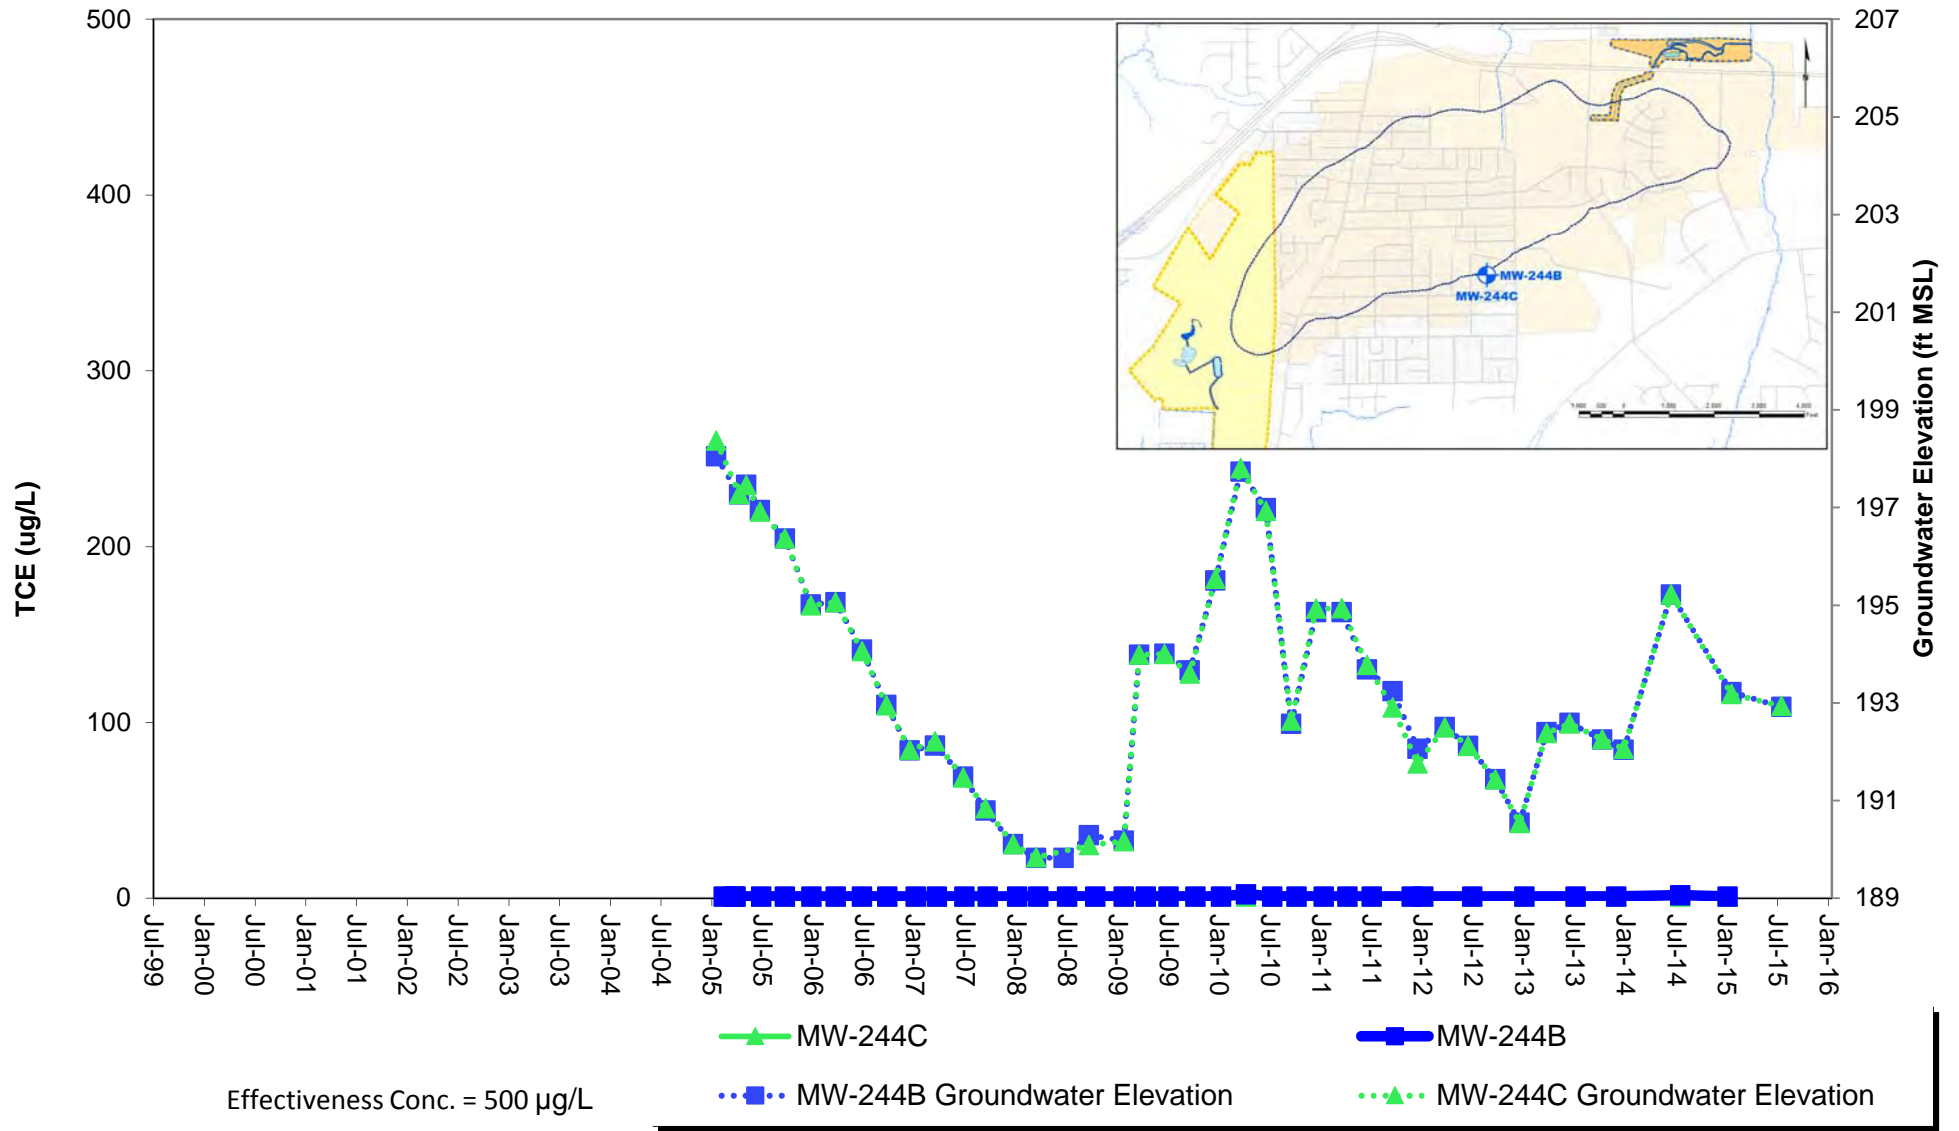 500
400
300
200
100
0
TCE (ug/L)
207
205
203
201
199
197
195
193
191
189
Groundwater Elevation (ft MSL)
MW-244B
MW-244C
Jul-99
Jan-00
Jul-00
Jan-01
Jul-01
Jan-02
Jul-02
Jan-03
Jul-03
Jan-04
Jul-04
Jan-05
Jul-05
Jan-06
Jul-06
Jan-07
Jul-07
Jan-08
Jul-08
Jan-09
Jul-09
Jan-10
Jul-10
Jan-11
Jul-11
Jan-12
Jul-12
Jan-13
Jul-13
Jan-14
Jul-14
Jan-15
Jul-15
Jan-16
MW-244C
MW-244B
MW-244B Groundwater Elevation
MW-244C Groundwater Elevation
Effectiveness Conc. = 500 µg/L